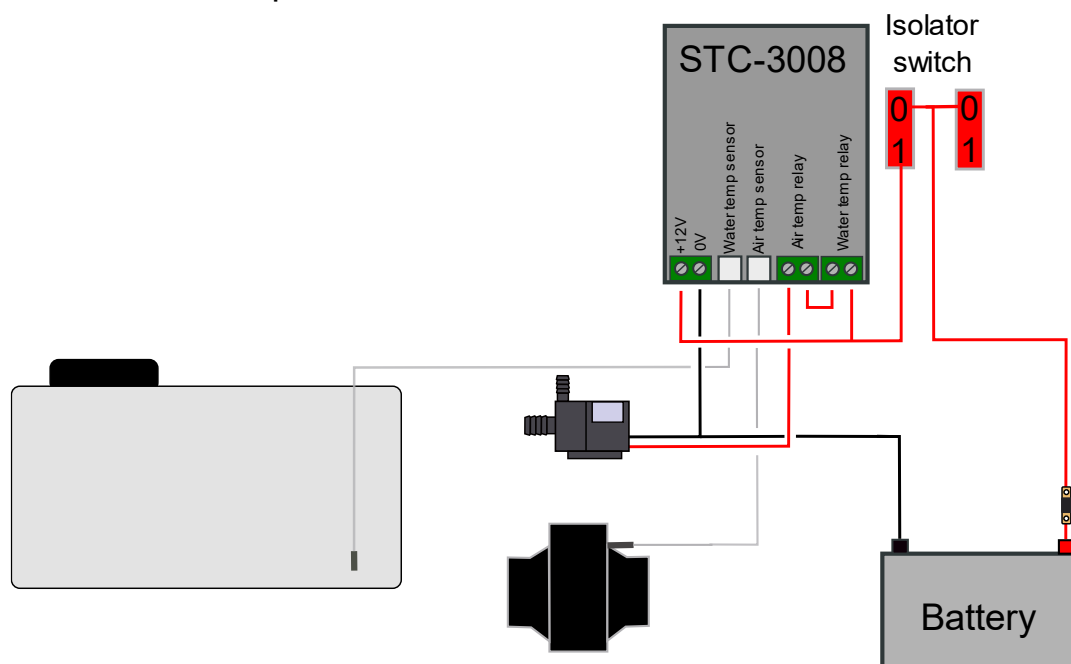 Isolator
switch
STC-3008
0
1
0
1
+12V
0V
Water temp sensor
Air temp sensor
Air temp relay
Water temp relay
Battery